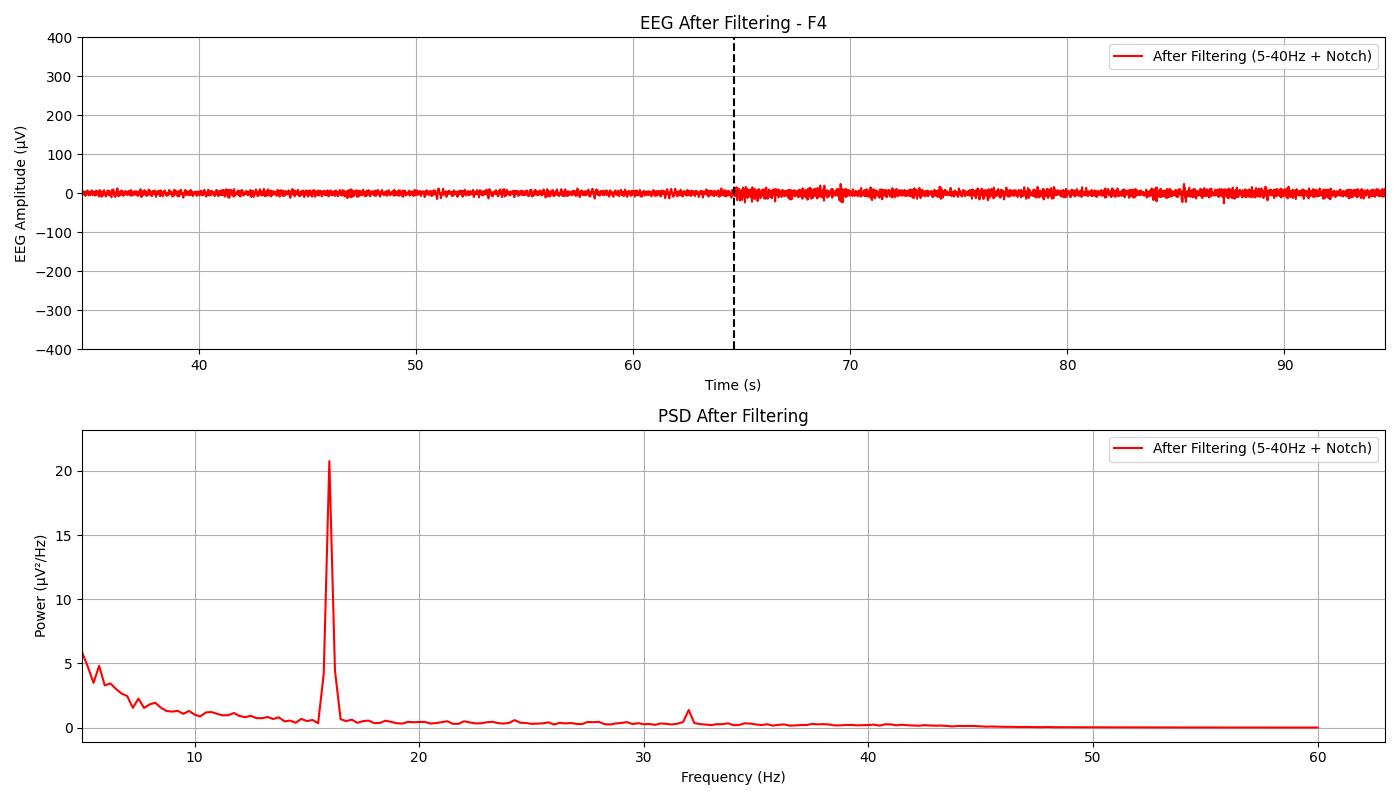 EEG After Filtering - F4
After Filtering (5-40Hz + Notch)
EEG Amplitude (µV)
400
300
200
100
0
−100
−200
−300
−400
40 50 60 70 80 90
Time (s)
PSD After Filtering
After Filtering (5-40Hz + Notch)
Power (µV²/Hz)
20
15
10
5
0
10 20 30 40 50 60
Frequency (Hz)